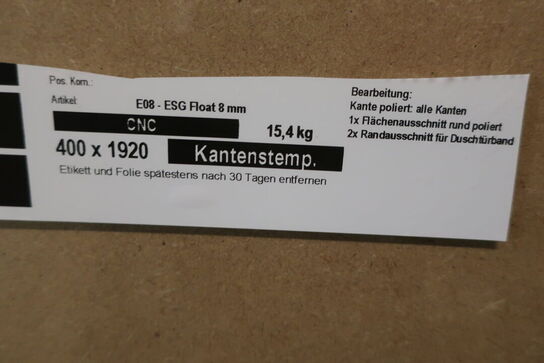 Pos. Kom.:
Artikel: E08 - ESG Float 8 mm
CNC 15,4 kg
400 x 1920 Kantenstemp.
Etikett und Folie spätestens nach 30 Tagen entfernen
Bearbeitung:
Kante poliert: alle Kanten
1x Flächenausschnitt rund poliert
2x Randausschnitt für Duschtürband